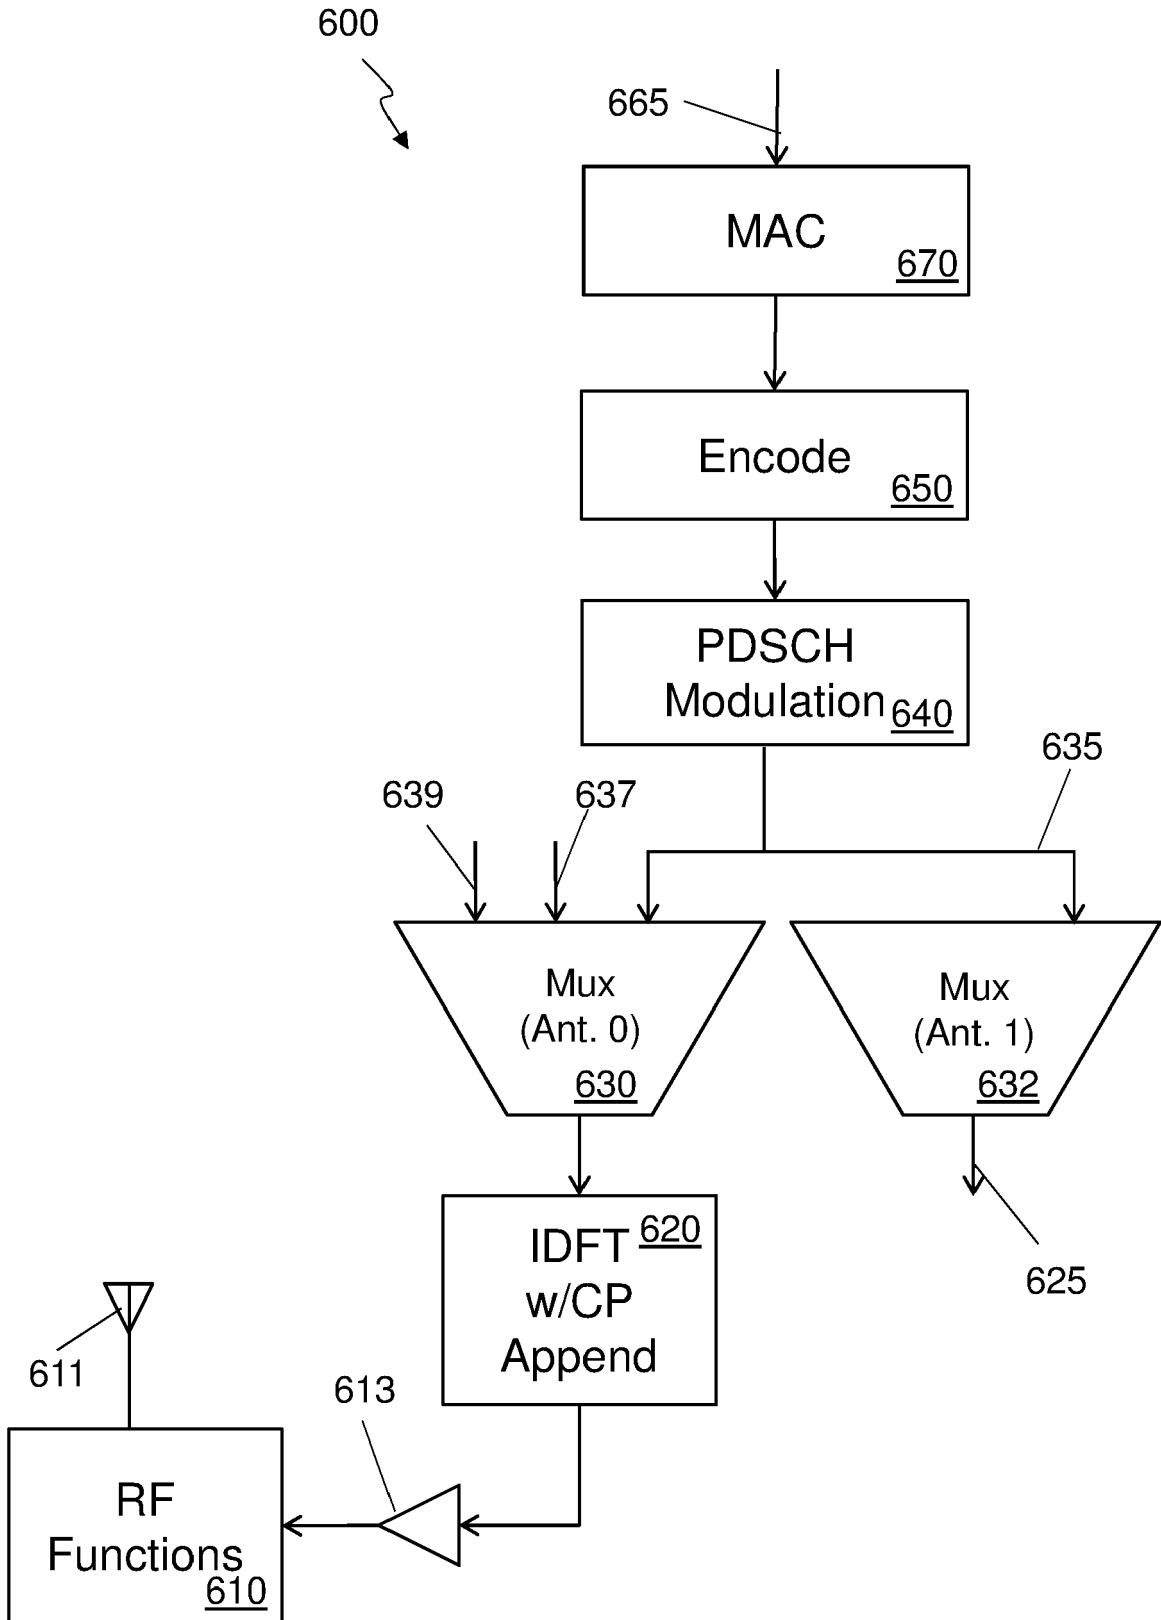 600
665
MAC
670
Encode
650
PDSCH
Modulation
640
635
639
637
Mux
(Ant. 0)
630
Mux
(Ant. 1)
632
IDFT
620
w/CP
Append
625
611
613
RF
Functions
610